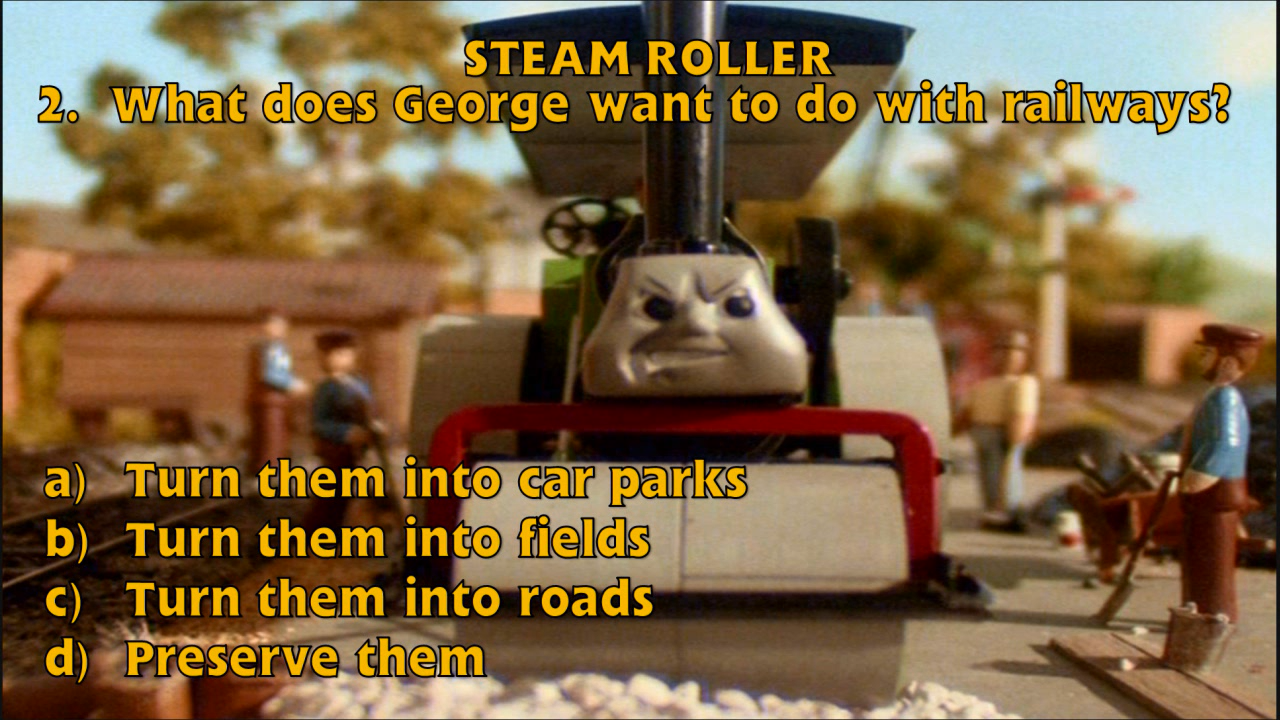 STEAM ROLLER
2. What does George want to do with railways?
a) Turn them into car parks
b) Turn them into fields
c) Turn them into roads
d) Preserve them